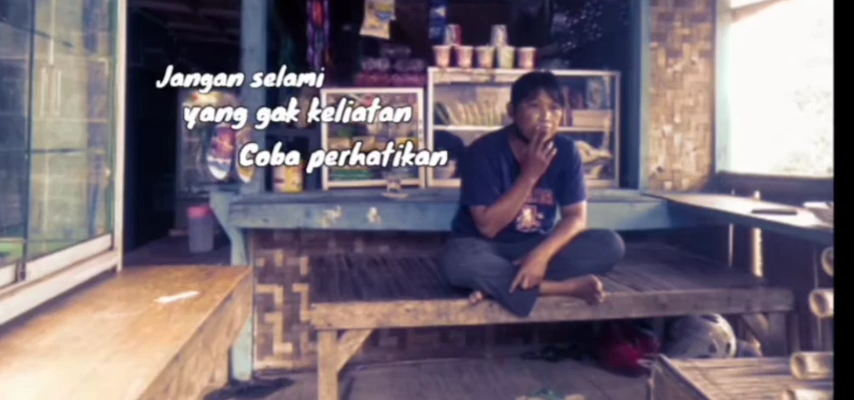 Jangan selami
yang gak keliatan
Coba perhatikan